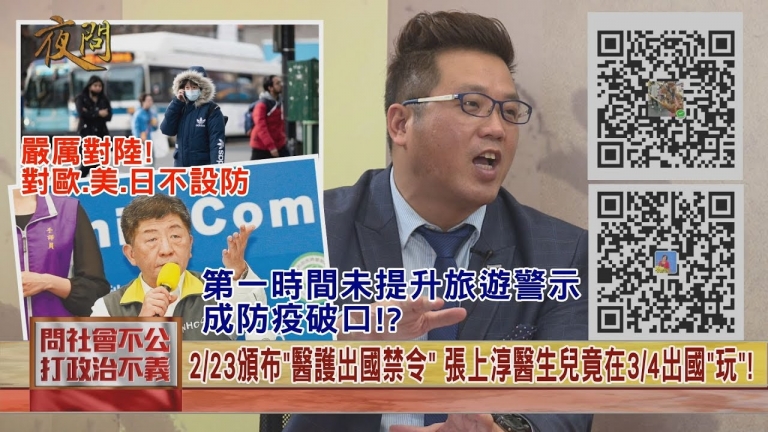 夜問
嚴厲對陸!
對歐.美.日不設防
Com
NHC
第一時間未提升旅遊警示
成防疫破口!?
問社會不公
打政治不義
2/23頒布"醫護出國禁令" 張上淳醫生兒竟在3/4出國"玩"!